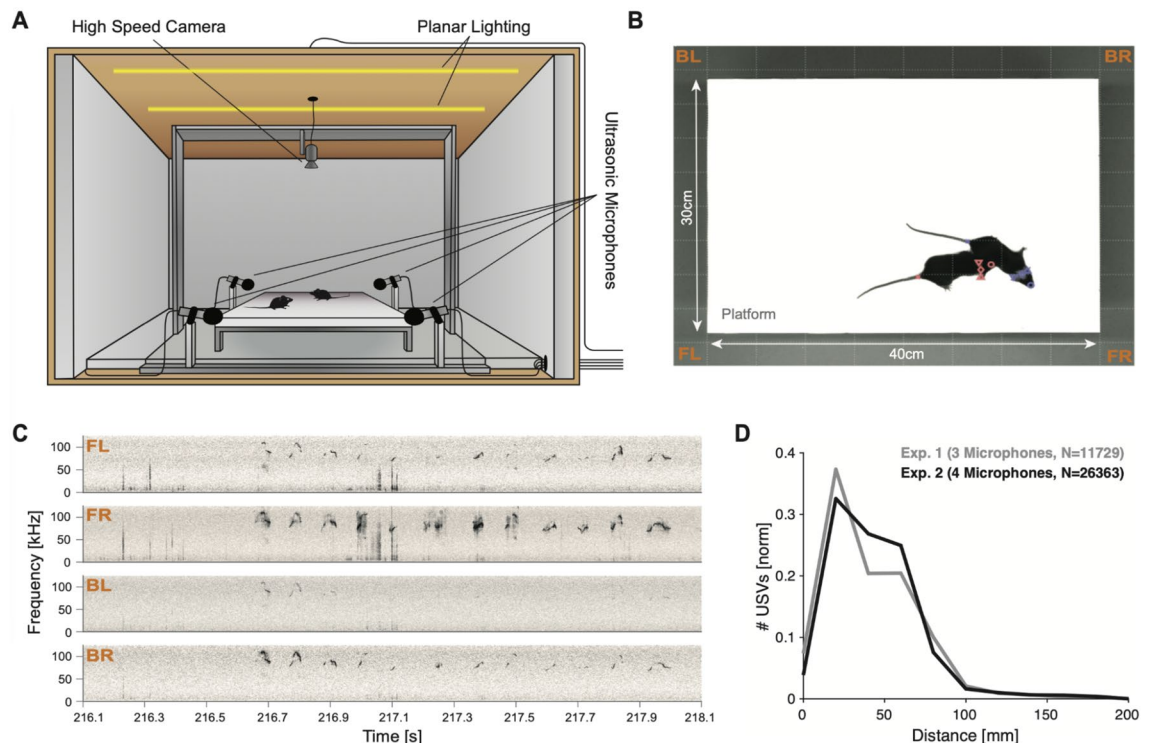 A
High Speed Camera
Planar Lighting
Ultrasonic Microphones
B
BL
BR
30cm
Platform
40cm
FL
FR
C
Frequency [kHz]
FL
100
50
0
FR
100
50
0
BL
100
50
0
BR
100
50
0
216.1 216.3 216.5 216.7 216.9 217.1 217.3 217.5 217.7 217.9 218.1
Time [s]
D
Exp. 1 (3 Microphones, N=11729)
Exp. 2 (4 Microphones, N=26363)
# USVs [norm]
0.4
0.3
0.2
0.1
0
0 50 100 150 200
Distance [mm]